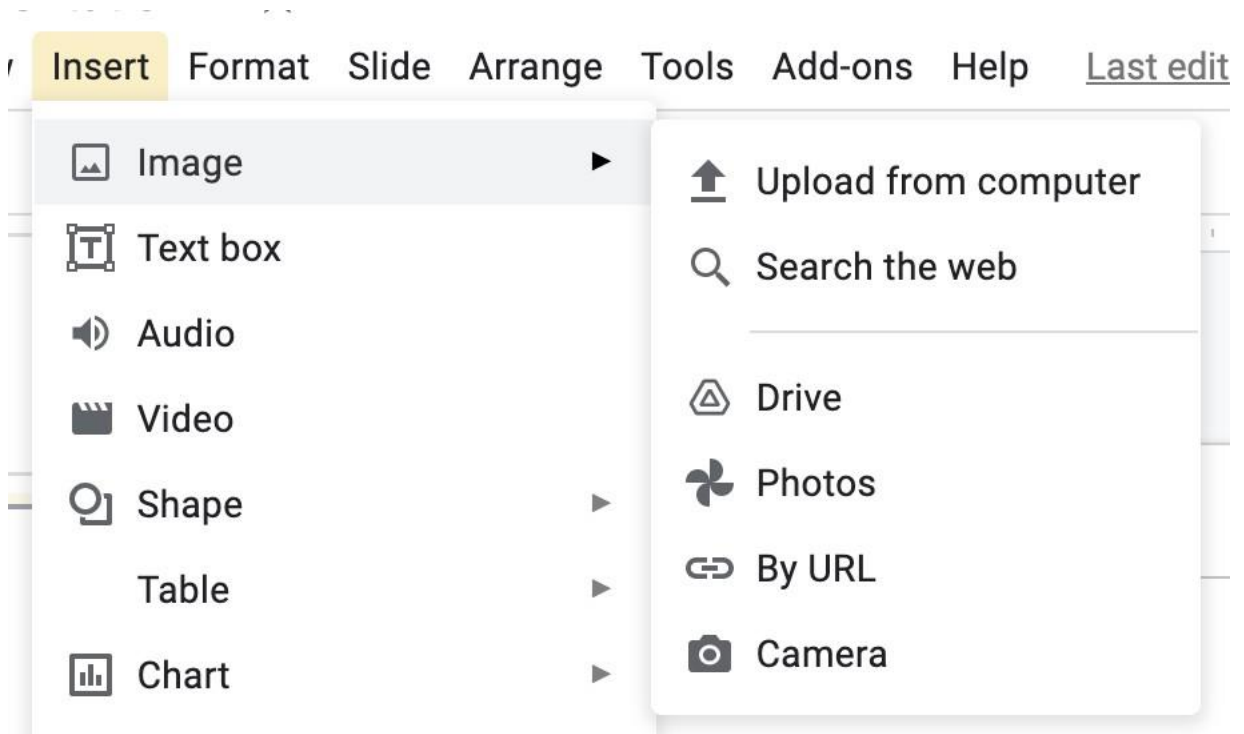 Insert Format Slide Arrange Tools Add-ons Help Last edit
Image
Text box
Audio
Video
Shape
Table
Chart
Upload from computer
Search the web
Drive
Photos
By URL
Camera